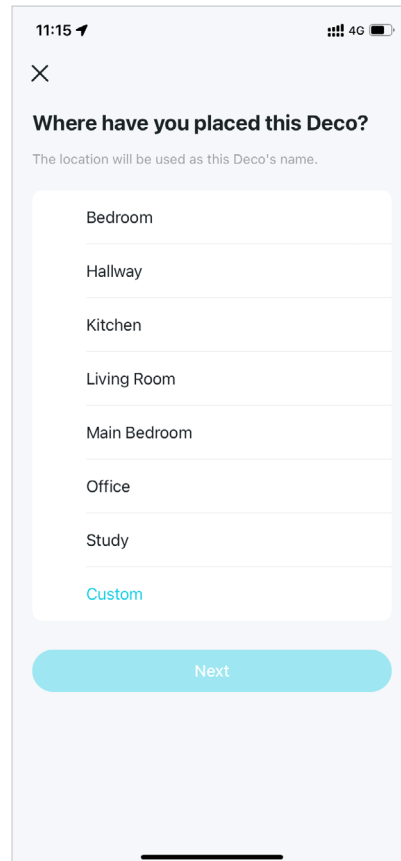 11:15
4G
Where have you placed this Deco?
The location will be used as this Deco's name.
Bedroom
Hallway
Kitchen
Living Room
Main Bedroom
Office
Study
Custom
Next